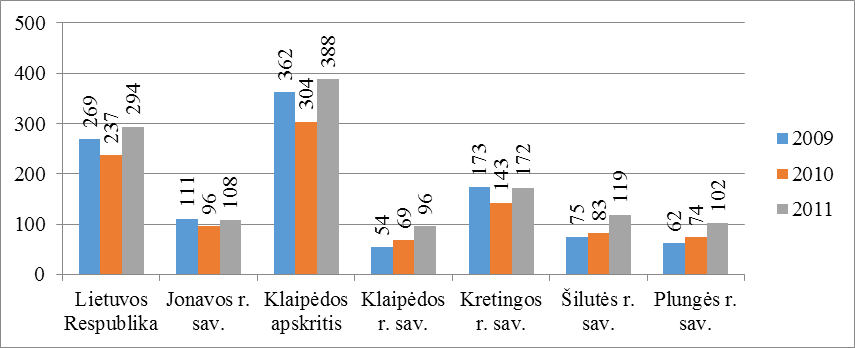 500
400
300
200
100
0
269
237
294
111
96
108
362
304
388
54
69
96
173
143
172
75
83
119
62
74
102
Lietuvos
Respublika
Jonavos r.
sav.
Klaipėdos
apskritis
Klaipėdos
r. sav.
Kretingos
r. sav.
Šilutės r.
sav.
Plungės r.
sav.
2009
2010
2011